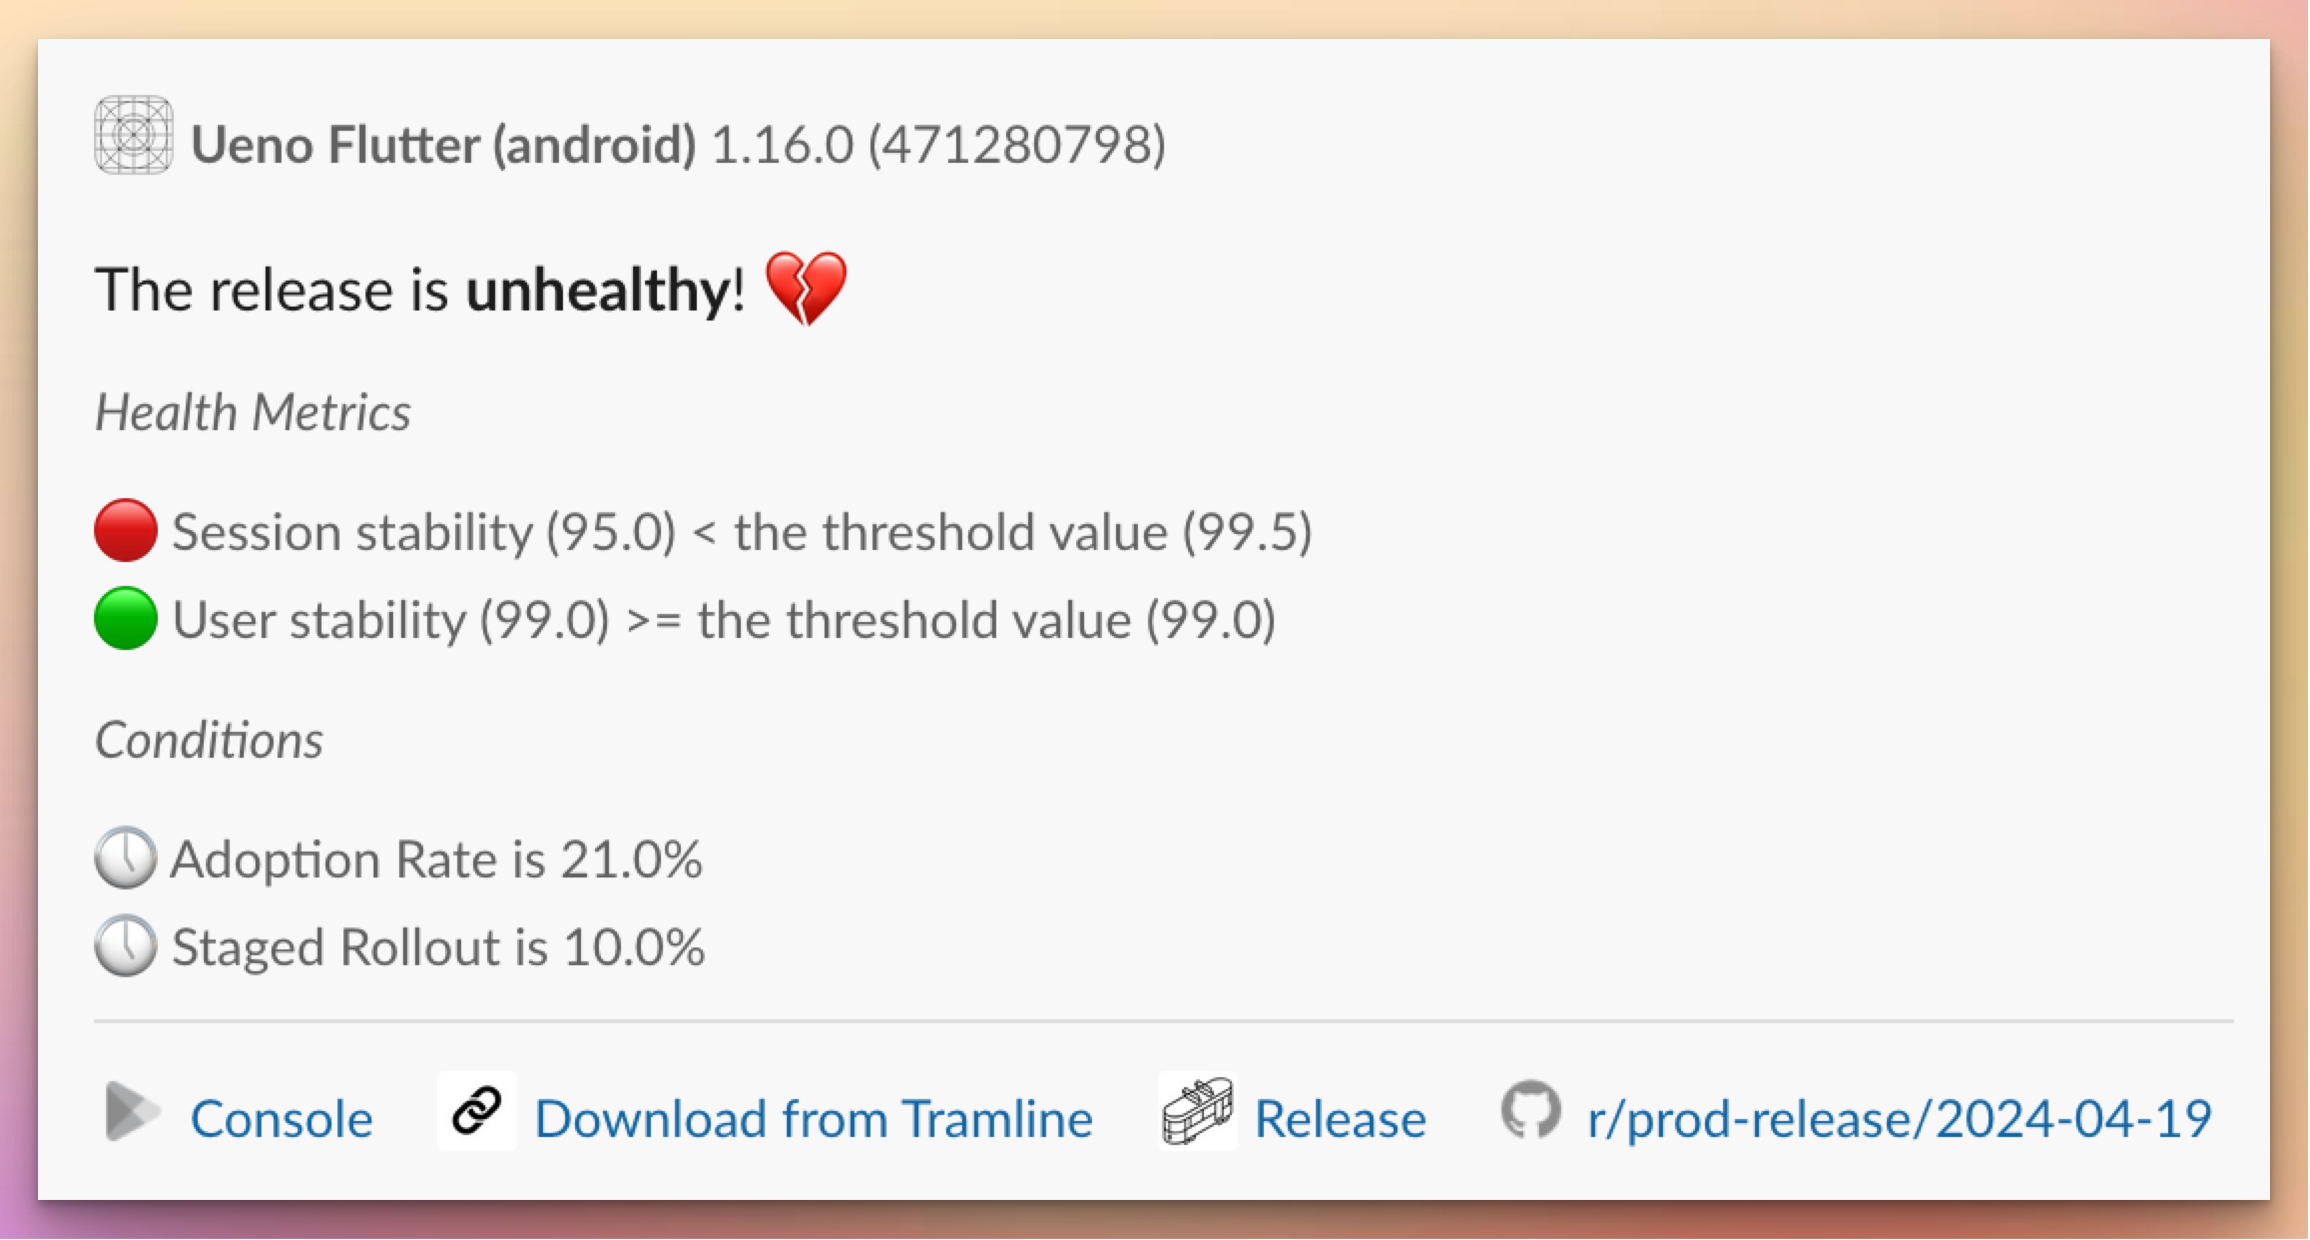 Ueno Flutter (android) 1.16.0 (471280798)
The release is unhealthy! 💔
Health Metrics
🔴 Session stability (95.0) < the threshold value (99.5)
🟢 User stability (99.0) >= the threshold value (99.0)
Conditions
🕔 Adoption Rate is 21.0%
🕔 Staged Rollout is 10.0%
Console Download from Tramline Release r/prod-release/2024-04-19